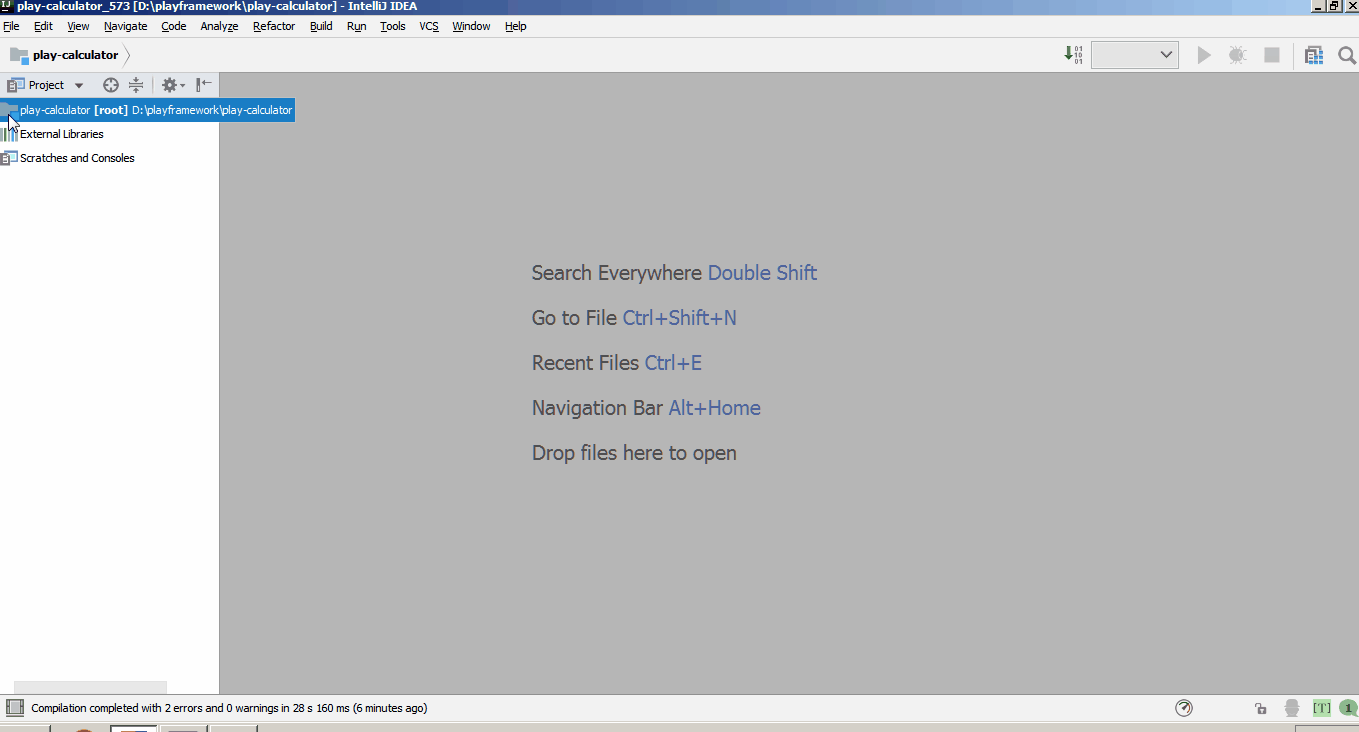 play-calculator_573 [D:\playframework\play-calculator] - IntelliJ IDEA
File Edit View Navigate Code Analyze Refactor Build Run Tools VCS Window Help
play-calculator
Project
play-calculator [root] D:\playframework\play-calculator
External Libraries
Scratches and Consoles
Search Everywhere Double Shift
Go to File Ctrl+Shift+N
Recent Files Ctrl+E
Navigation Bar Alt+Home
Drop files here to open
Compilation completed with 2 errors and 0 warnings in 28 s 160 ms (6 minutes ago)
[T] 1